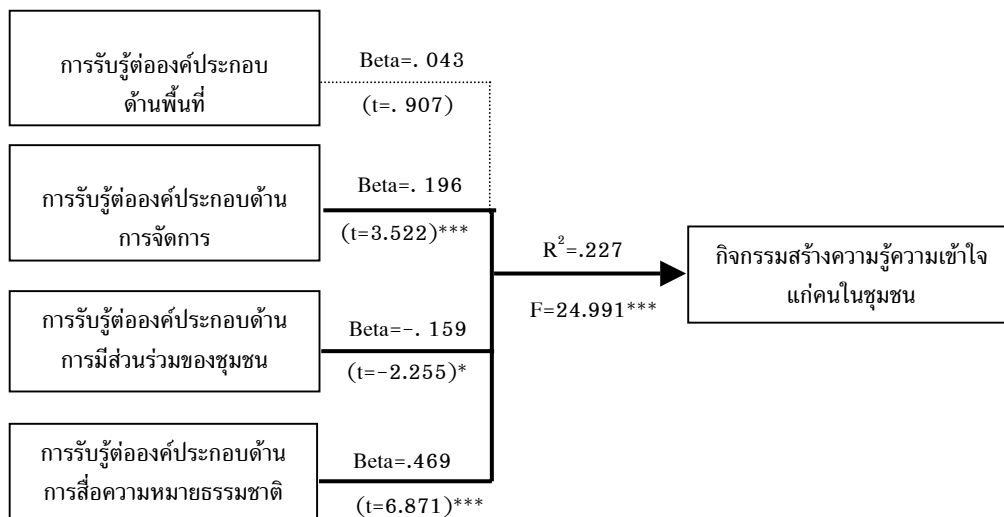 การรับรู้ต่อองค์ประกอบ
ด้านพื้นที่
Beta=. 043
(t=. 907)
การรับรู้ต่อองค์ประกอบด้าน
การจัดการ
Beta=. 196
(t=3.522)***
การรับรู้ต่อองค์ประกอบด้าน
การมีส่วนร่วมของชุมชน
Beta=-. 159
(t=-2.255)*
การรับรู้ต่อองค์ประกอบด้าน
การสื่อความหมายธรรมชาติ
Beta=.469
(t=6.871)***
R²=.227
F=24.991***
กิจกรรมสร้างความรู้ความเข้าใจ
แก่คนในชุมชน